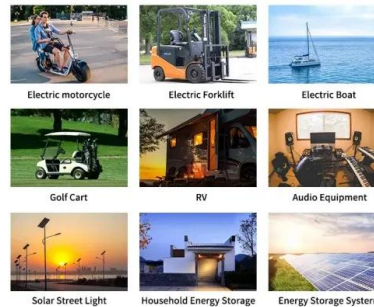 Electric motorcycle
Electric Forklift
Electric Boat
Golf Cart
RV
Audio Equipment
Solar Street Light
Household Energy Storage
Energy Storage System